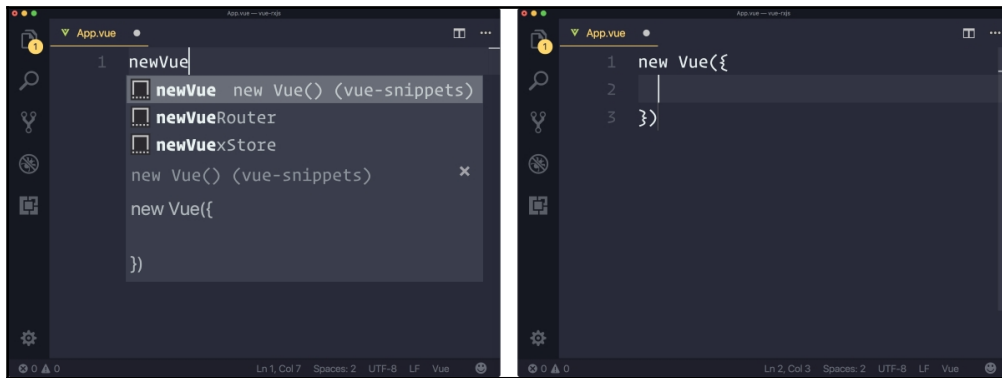 App.vue — vue-rxjs
App.vue
1
1 newVue
newVue new Vue() (vue-snippets)
newVueRouter
newVuexStore
new Vue() (vue-snippets) ×
new Vue({
})
0 0 Ln 1, Col 7 Spaces: 2 UTF-8 LF Vue
App.vue — vue-rxjs
App.vue
1
1 new Vue({
2
3 })
0 0 Ln 2, Col 3 Spaces: 2 UTF-8 LF Vue